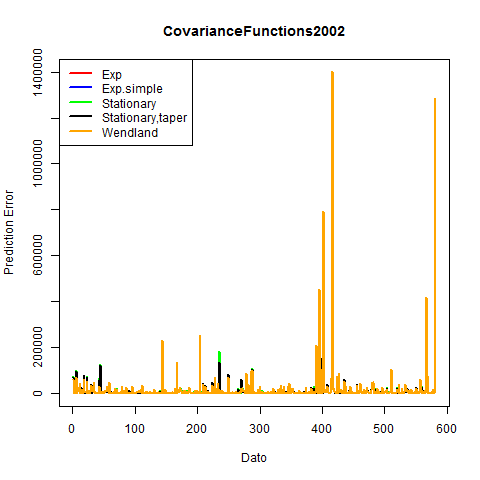 CovarianceFunctions2002
Exp
Exp.simple
Stationary
Stationary,taper
Wendland
Prediction Error
0
200000
600000
1000000
1400000
0
100
200
300
400
500
600
Dato